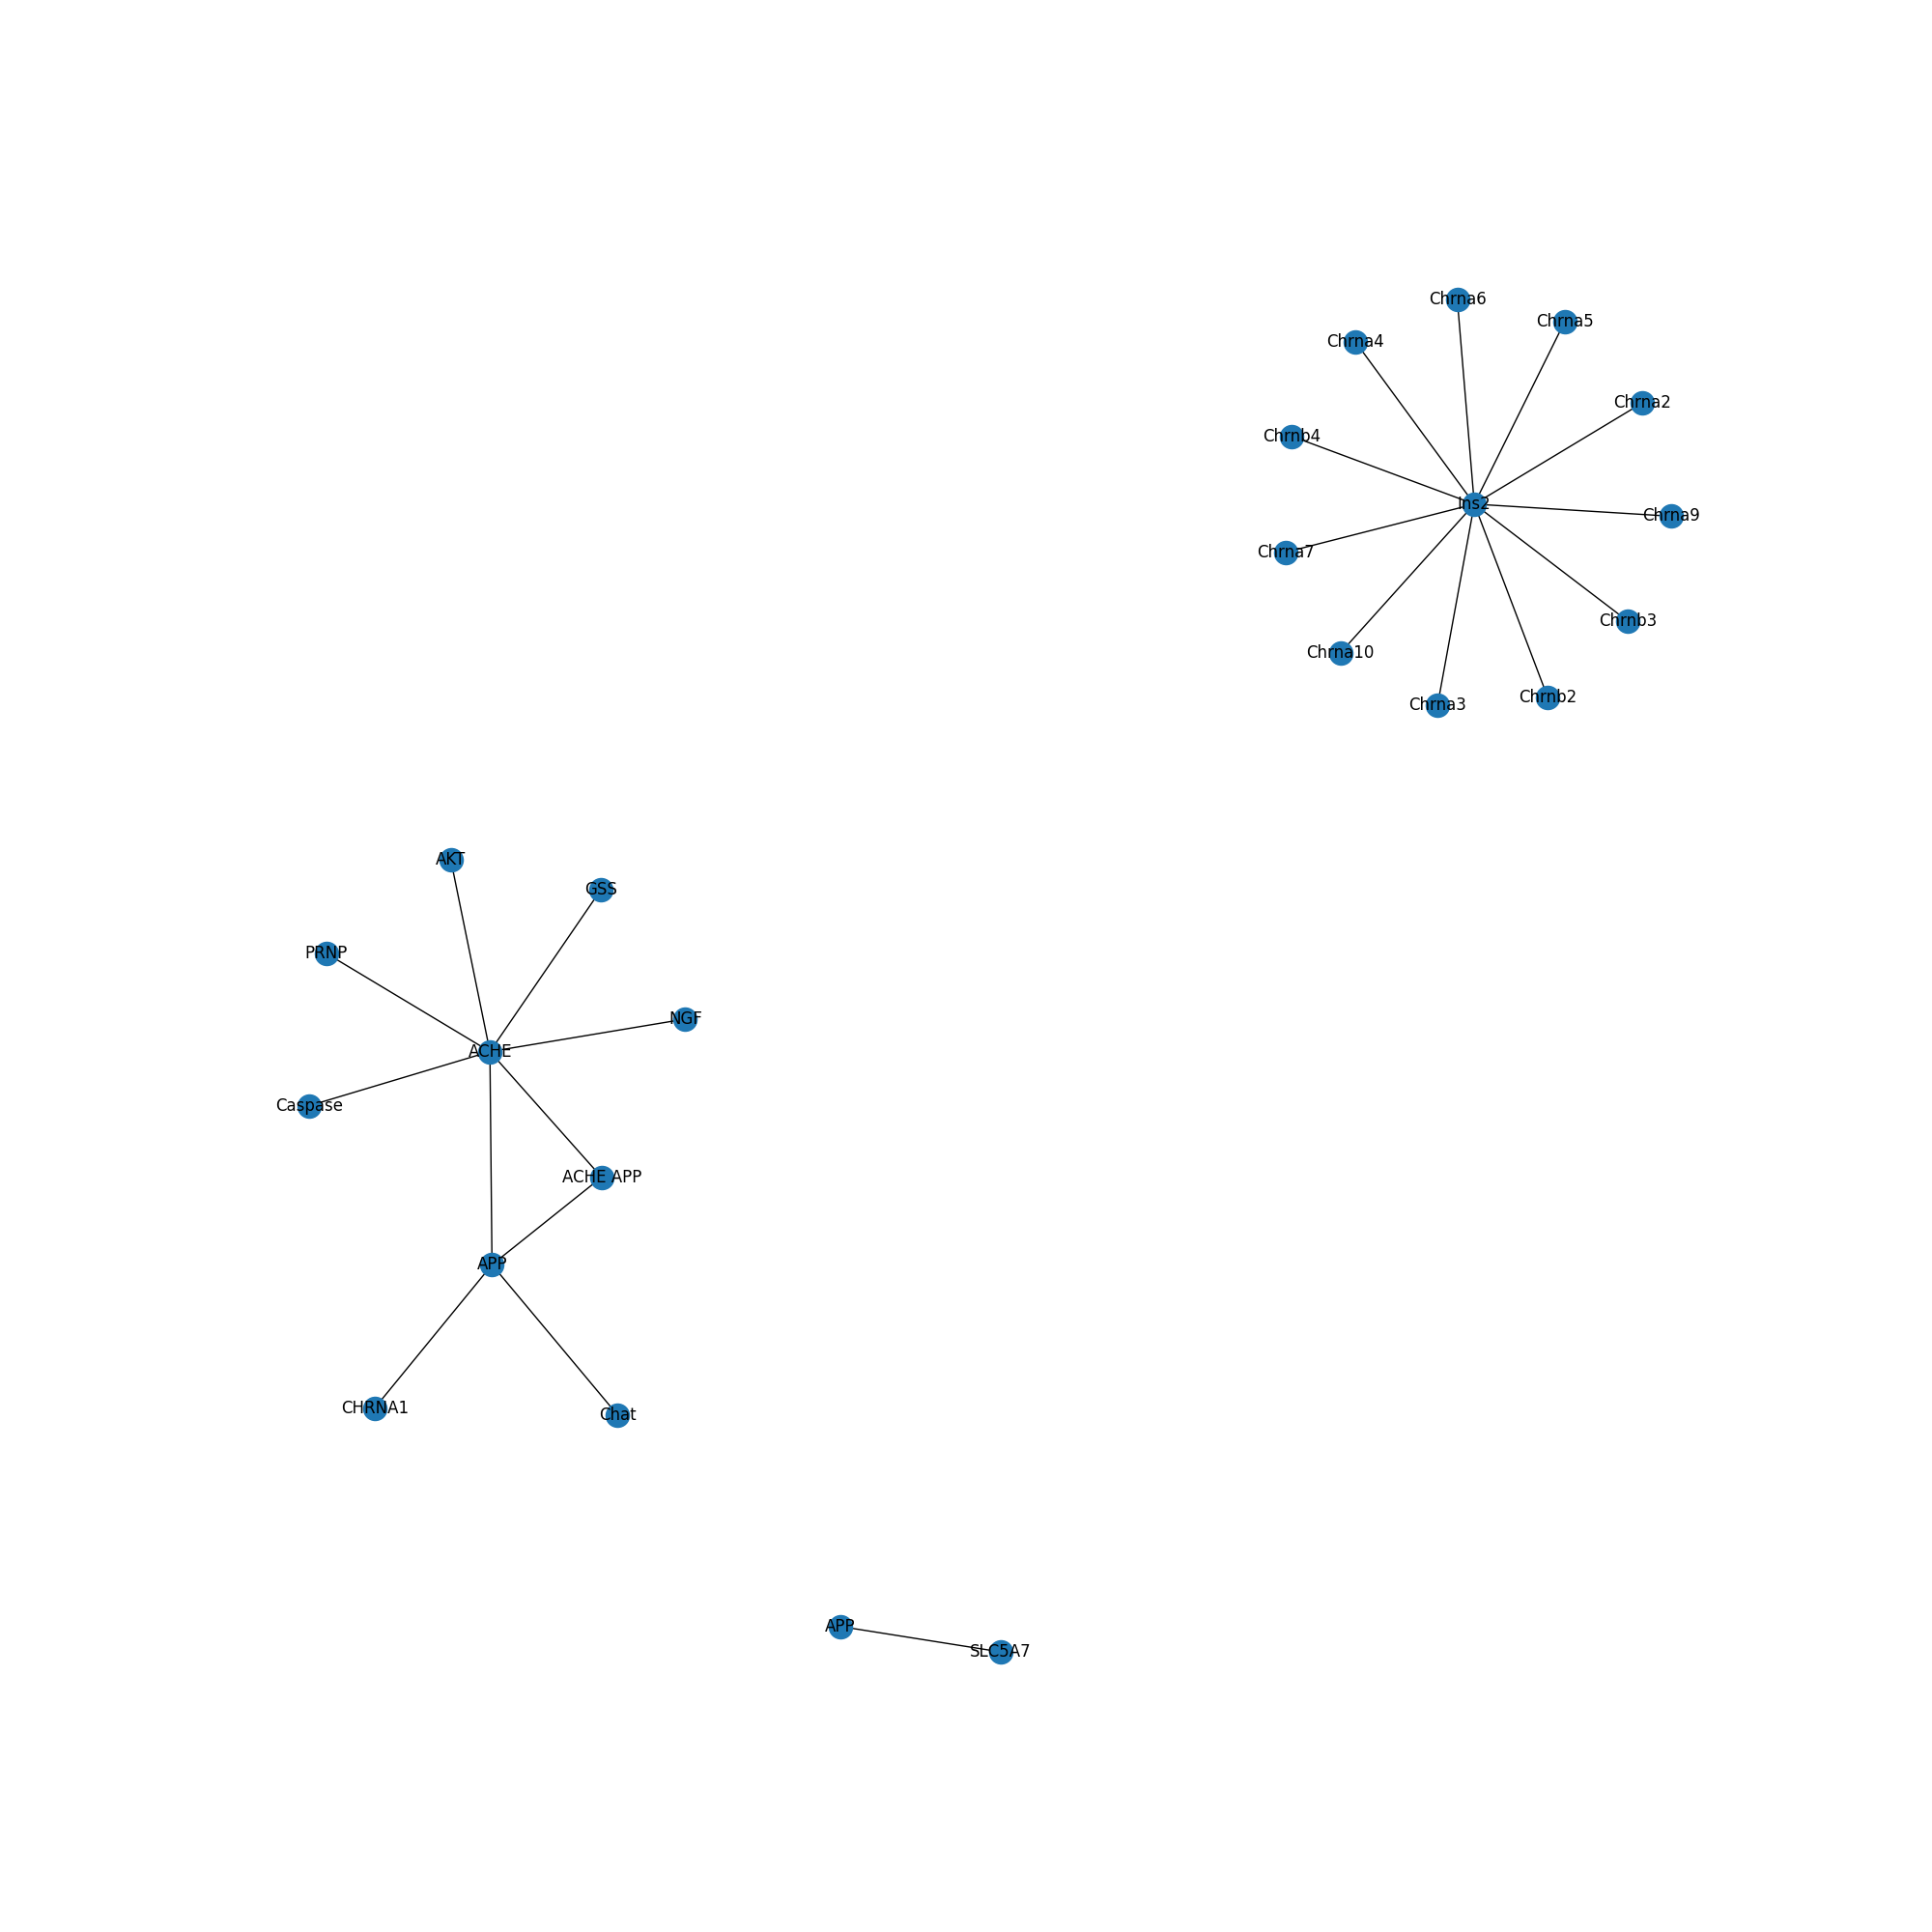 Chrna6
Chrna5
Chrna4
Chrna2
Chrnb4
Ins2
Chrna9
Chrna7
Chrnb3
Chrna10
Chrnb2
Chrna3
AKT
GSS
PRNP
NGF
ACHE
Caspase
ACHE APP
APP
CHRNA1
Chat
APP
SLC5A7